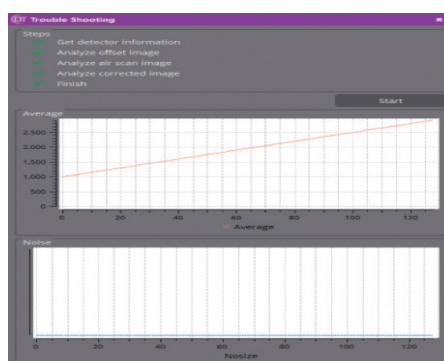 Trouble Shooting
Steps
Get detector information
Analyze offset image
Analyze air scan image
Analyze corrected image
Finish
Start
Average
2,500
2,000
1,500
1,000
500
0
0 20 40 60 80 100 120
Average
Noise
0 20 40 60 80 100 120
Nosize